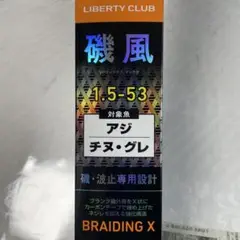 LIBERTY CLUB
磯風
1.5-53
対象魚
アジ
チヌ・グレ
磯・波止専用設計
BRAIDING X